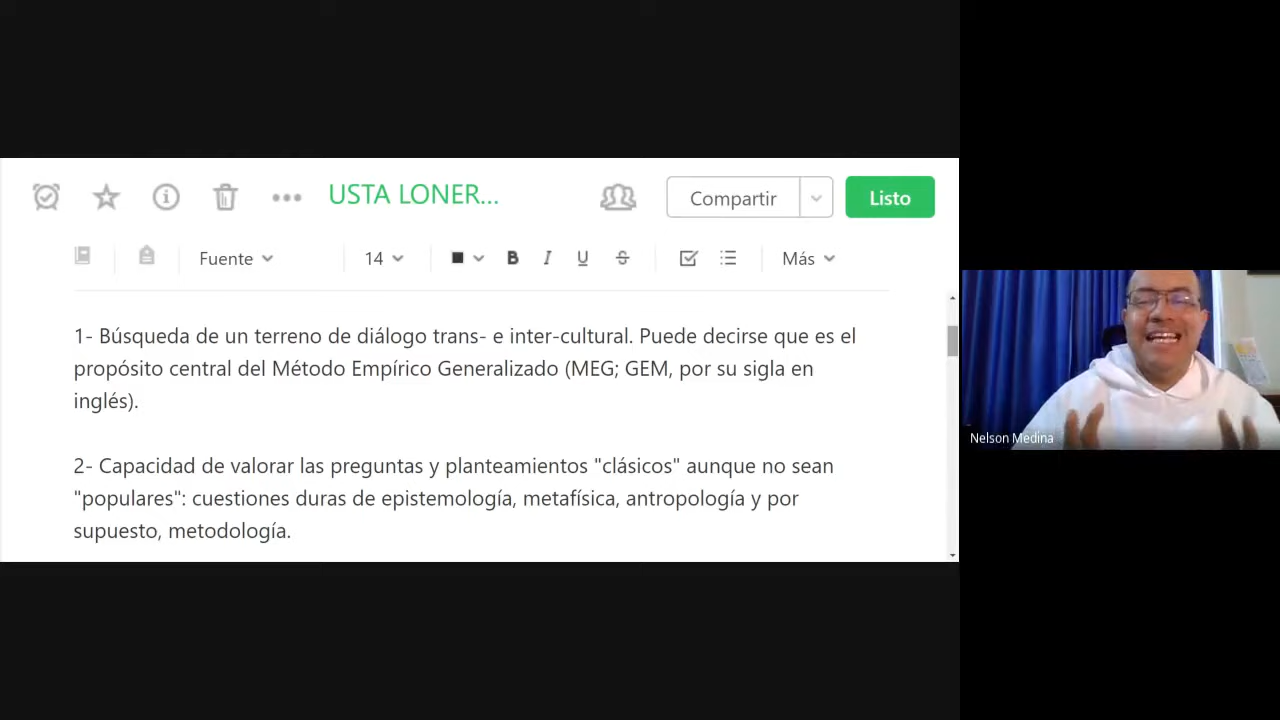 USTA LONER...
Compartir
Listo
Fuente
14
B
I
U
S
Más
1- Búsqueda de un terreno de diálogo trans- e inter-cultural. Puede decirse que es el
propósito central del Método Empírico Generalizado (MEG; GEM, por su sigla en
inglés).
2- Capacidad de valorar las preguntas y planteamientos "clásicos" aunque no sean
"populares": cuestiones duras de epistemología, metafísica, antropología y por
supuesto, metodología.
Nelson Medina